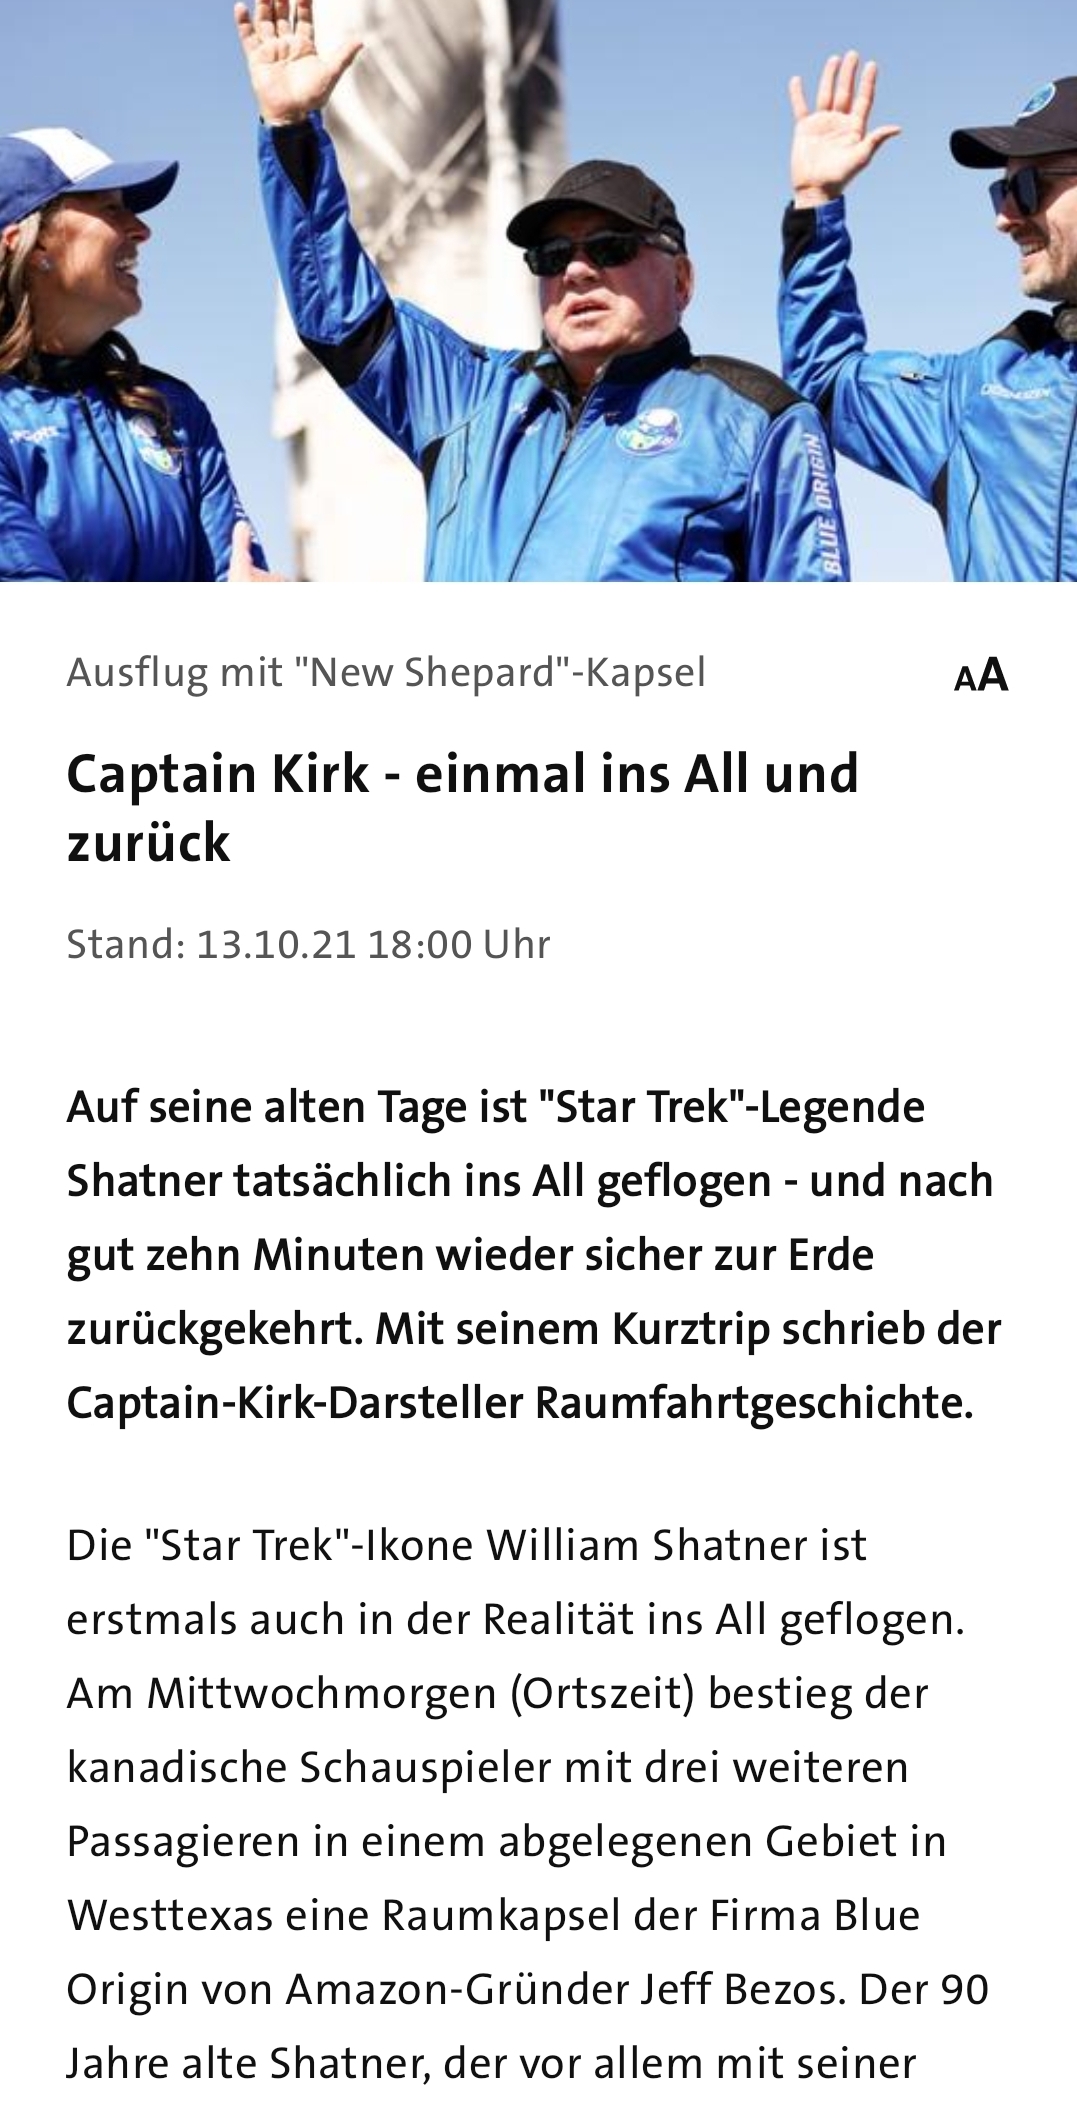 BLUE ORIGIN
Ausflug mit "New Shepard"-Kapsel
AA
Captain Kirk - einmal ins All und
zurück
Stand: 13.10.21 18:00 Uhr
Auf seine alten Tage ist "Star Trek"-Legende
Shatner tatsächlich ins All geflogen - und nach
gut zehn Minuten wieder sicher zur Erde
zurückgekehrt. Mit seinem Kurztrip schrieb der
Captain-Kirk-Darsteller Raumfahrtgeschichte.
Die "Star Trek"-Ikone William Shatner ist
erstmals auch in der Realität ins All geflogen.
Am Mittwochmorgen (Ortszeit) bestieg der
kanadische Schauspieler mit drei weiteren
Passagieren in einem abgelegenen Gebiet in
Westtexas eine Raumkapsel der Firma Blue
Origin von Amazon-Gründer Jeff Bezos. Der 90
Jahre alte Shatner, der vor allem mit seiner